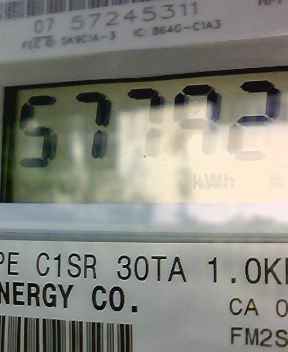 07 57245311
FCC ID: SK9C1A-3 IC: 864G-C1A3
57792
kWh
PE C1SR 30TA 1.0K
NERGY CO.
CA 0
FM2S